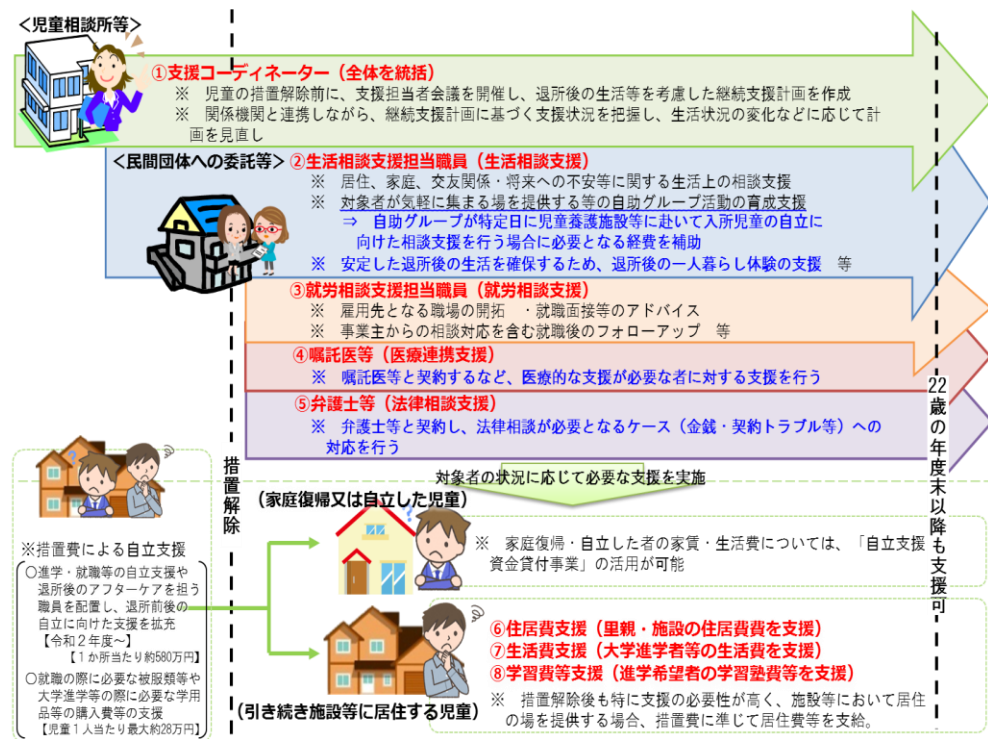 ＜児童相談所等＞
①支援コーディネーター（全体を統括）
※　児童の措置解除前に、支援担当者会議を開催し、退所後の生活等を考慮した継続支援計画を作成
※　関係機関と連携しながら、継続支援計画に基づく支援状況を把握し、生活状況の変化などに応じて計
画を見直し
＜民間団体への委託等＞
②生活相談支援担当職員（生活相談支援）
※　居住、家庭、交友関係・将来への不安等に関する生活上の相談支援
※　対象者が気軽に集まる場を提供する等の自助グループ活動の育成支援
⇒　自助グループが特定日に児童養護施設等に赴いて入所児童の自立に
向けた相談支援を行う場合に必要となる経費を補助
※　安定した退所後の生活を確保するため、退所後の一人暮らし体験の支援　等
③就労相談支援担当職員（就労相談支援）
※　雇用先となる職場の開拓　・就職面接等のアドバイス
※　事業主からの相談対応を含む就職後のフォローアップ　等
④嘱託医等（医療連携支援）
※　嘱託医等と契約するなど、医療的な支援が必要な者に対する支援を行う
⑤弁護士等（法律相談支援）
※　弁護士等と契約し、法律相談が必要となるケース（金銭・契約トラブル等）への
対応を行う
22歳の年度末以降も支援可
措置解除
対象者の状況に応じて必要な支援を実施
※措置費による自立支援
○進学・就職等の自立支援や
退所後のアフターケアを担う
職員を配置し、退所前後の
自立に向けた支援を拡充
【令和２年度～】
【１か所当たり約580万円】
○就職の際に必要な被服類等や
大学進学等の際に必要な学用
品等の購入費等の支援
【児童１人当たり最大約28万円】
（家庭復帰又は自立した児童）
※　家庭復帰・自立した者の家賃・生活費については、「自立支援
資金貸付事業」の活用が可能
（引き続き施設等に居住する児童）
⑥住居費支援（里親・施設の住居費費を支援）
⑦生活費支援（大学進学者等の生活費を支援）
⑧学習費等支援（進学希望者の学習塾費等を支援）
※　措置解除後も特に支援の必要性が高く、施設等において居住
の場を提供する場合、措置費に準じて居住費等を支給。